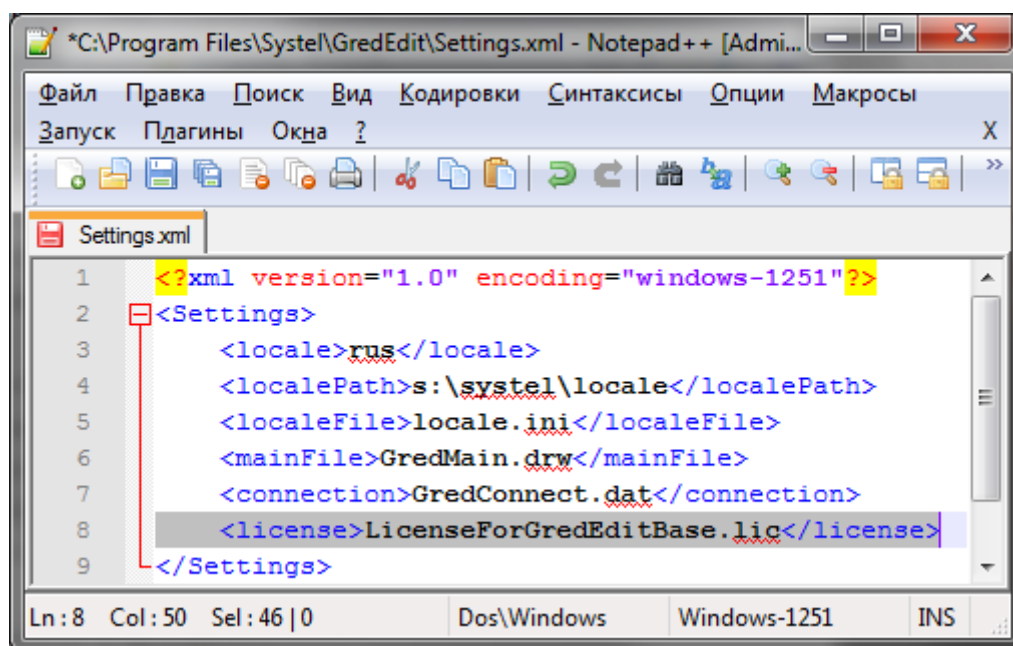 *C:\Program Files\Systel\GredEdit\Settings.xml - Notepad++ [Admi...
Файл Правка Поиск Вид Кодировки Синтаксисы Опции Макросы
Запуск Плагины Окна ? X
Settings.xml
1 <?xml version="1.0" encoding="windows-1251"?>
2 <Settings>
3 <locale>rus</locale>
4 <localePath>s:\systel\locale</localePath>
5 <localeFile>locale.ini</localeFile>
6 <mainFile>GredMain.drw</mainFile>
7 <connection>GredConnect.dat</connection>
8 <license>LicenseForGredEditBase.lic</license>
9 </Settings>
Ln : 8 Col : 50 Sel : 46 | 0 Dos\Windows Windows-1251 INS